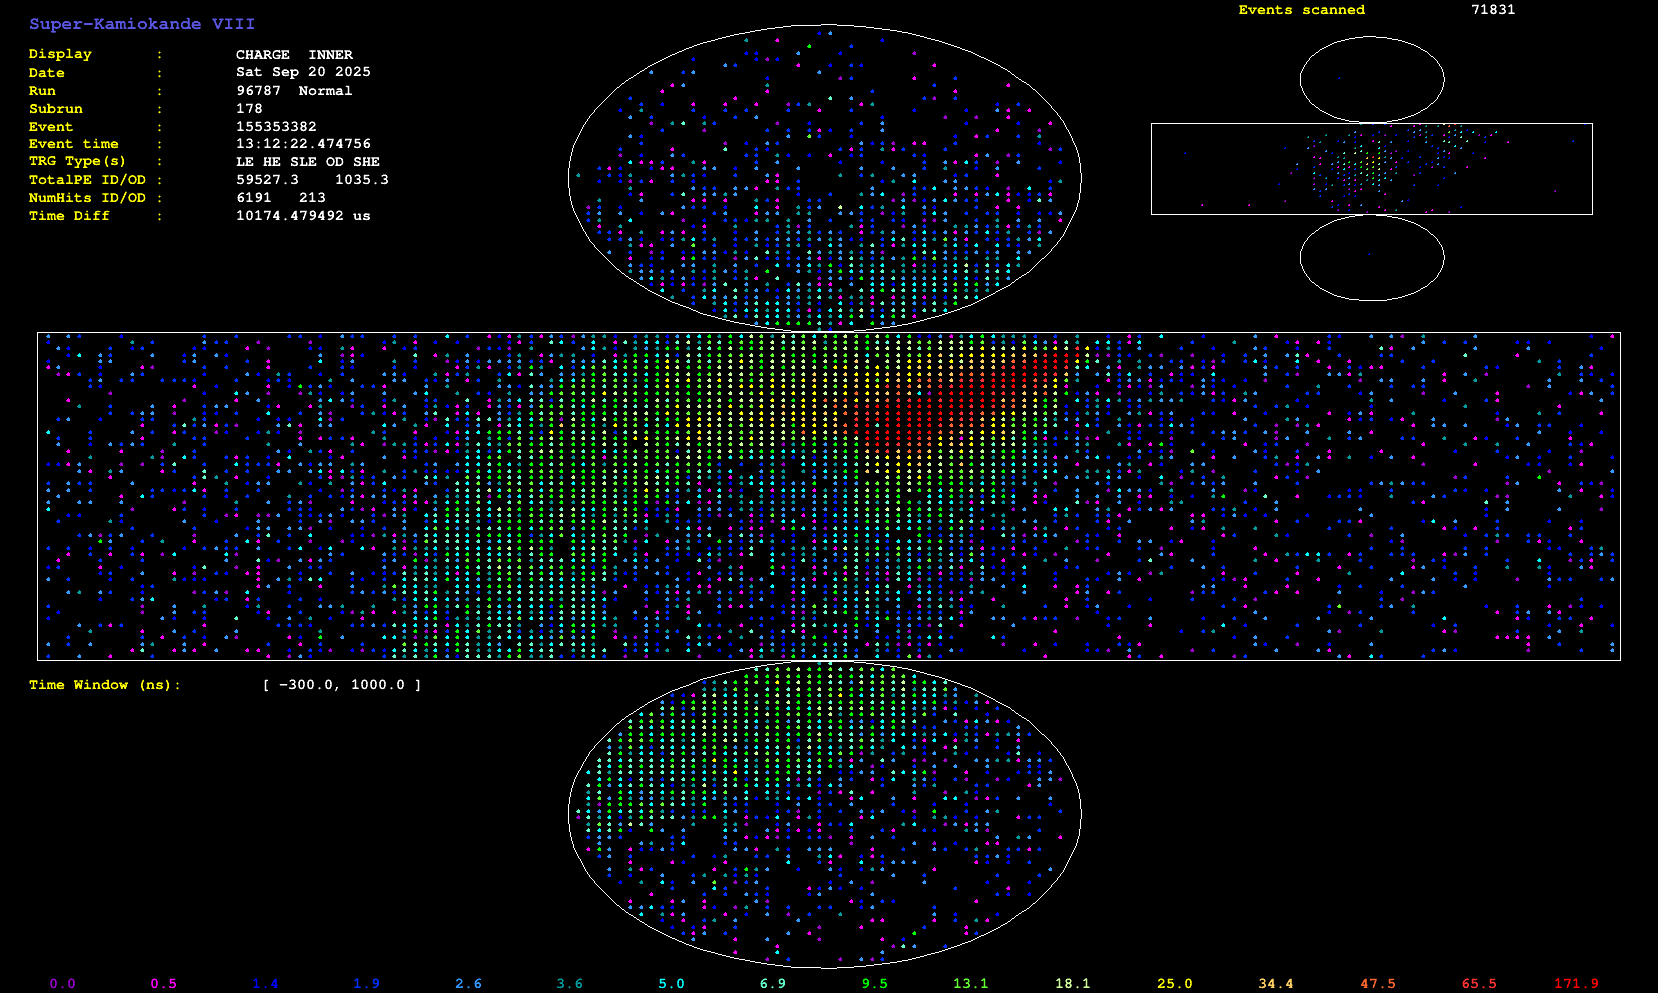 Super-Kamiokande VIII
Events scanned 71831
Display : CHARGE INNER
Date : Sat Sep 20 2025
Run : 96787 Normal
Subrun : 178
Event : 155353382
Event time : 13:12:22.474756
TRG Type(s) : LE HE SLE OD SHE
TotalPE ID/OD : 59527.3 1035.3
NumHits ID/OD : 6191 213
Time Diff : 10174.479492 us
Time Window (ns): [ -300.0, 1000.0 ]
0.0 0.5 1.4 1.9 2.6 3.6 5.0 6.9 9.5 13.1 18.1 25.0 34.4 47.5 65.5 171.9